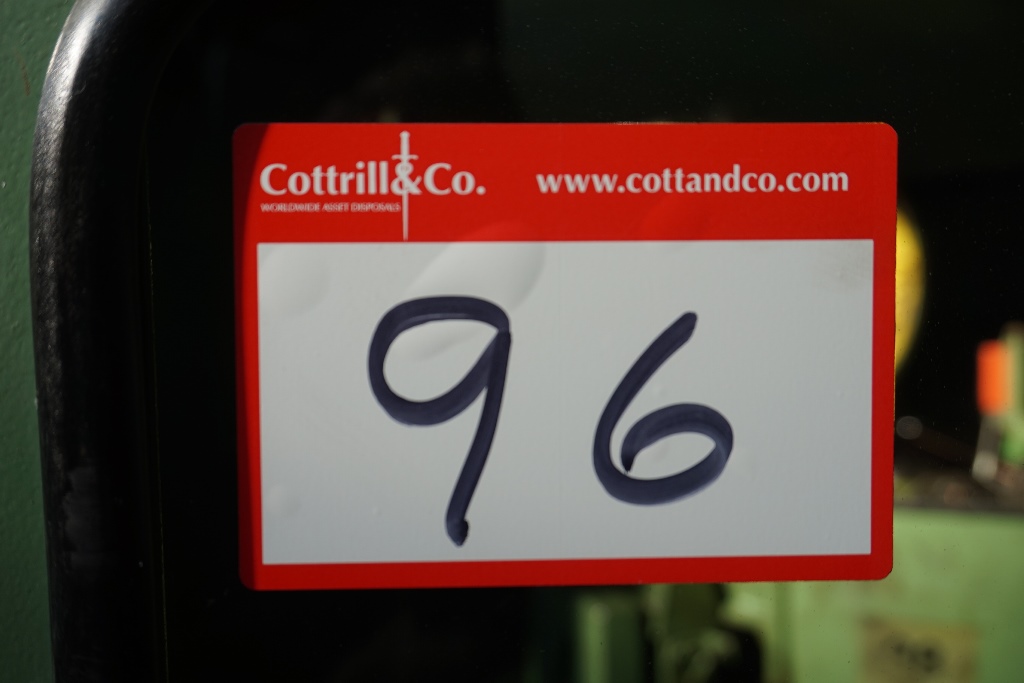 Cottrill&Co. www.cottandco.com
WORLDWIDE ASSET DISPOSALS
96